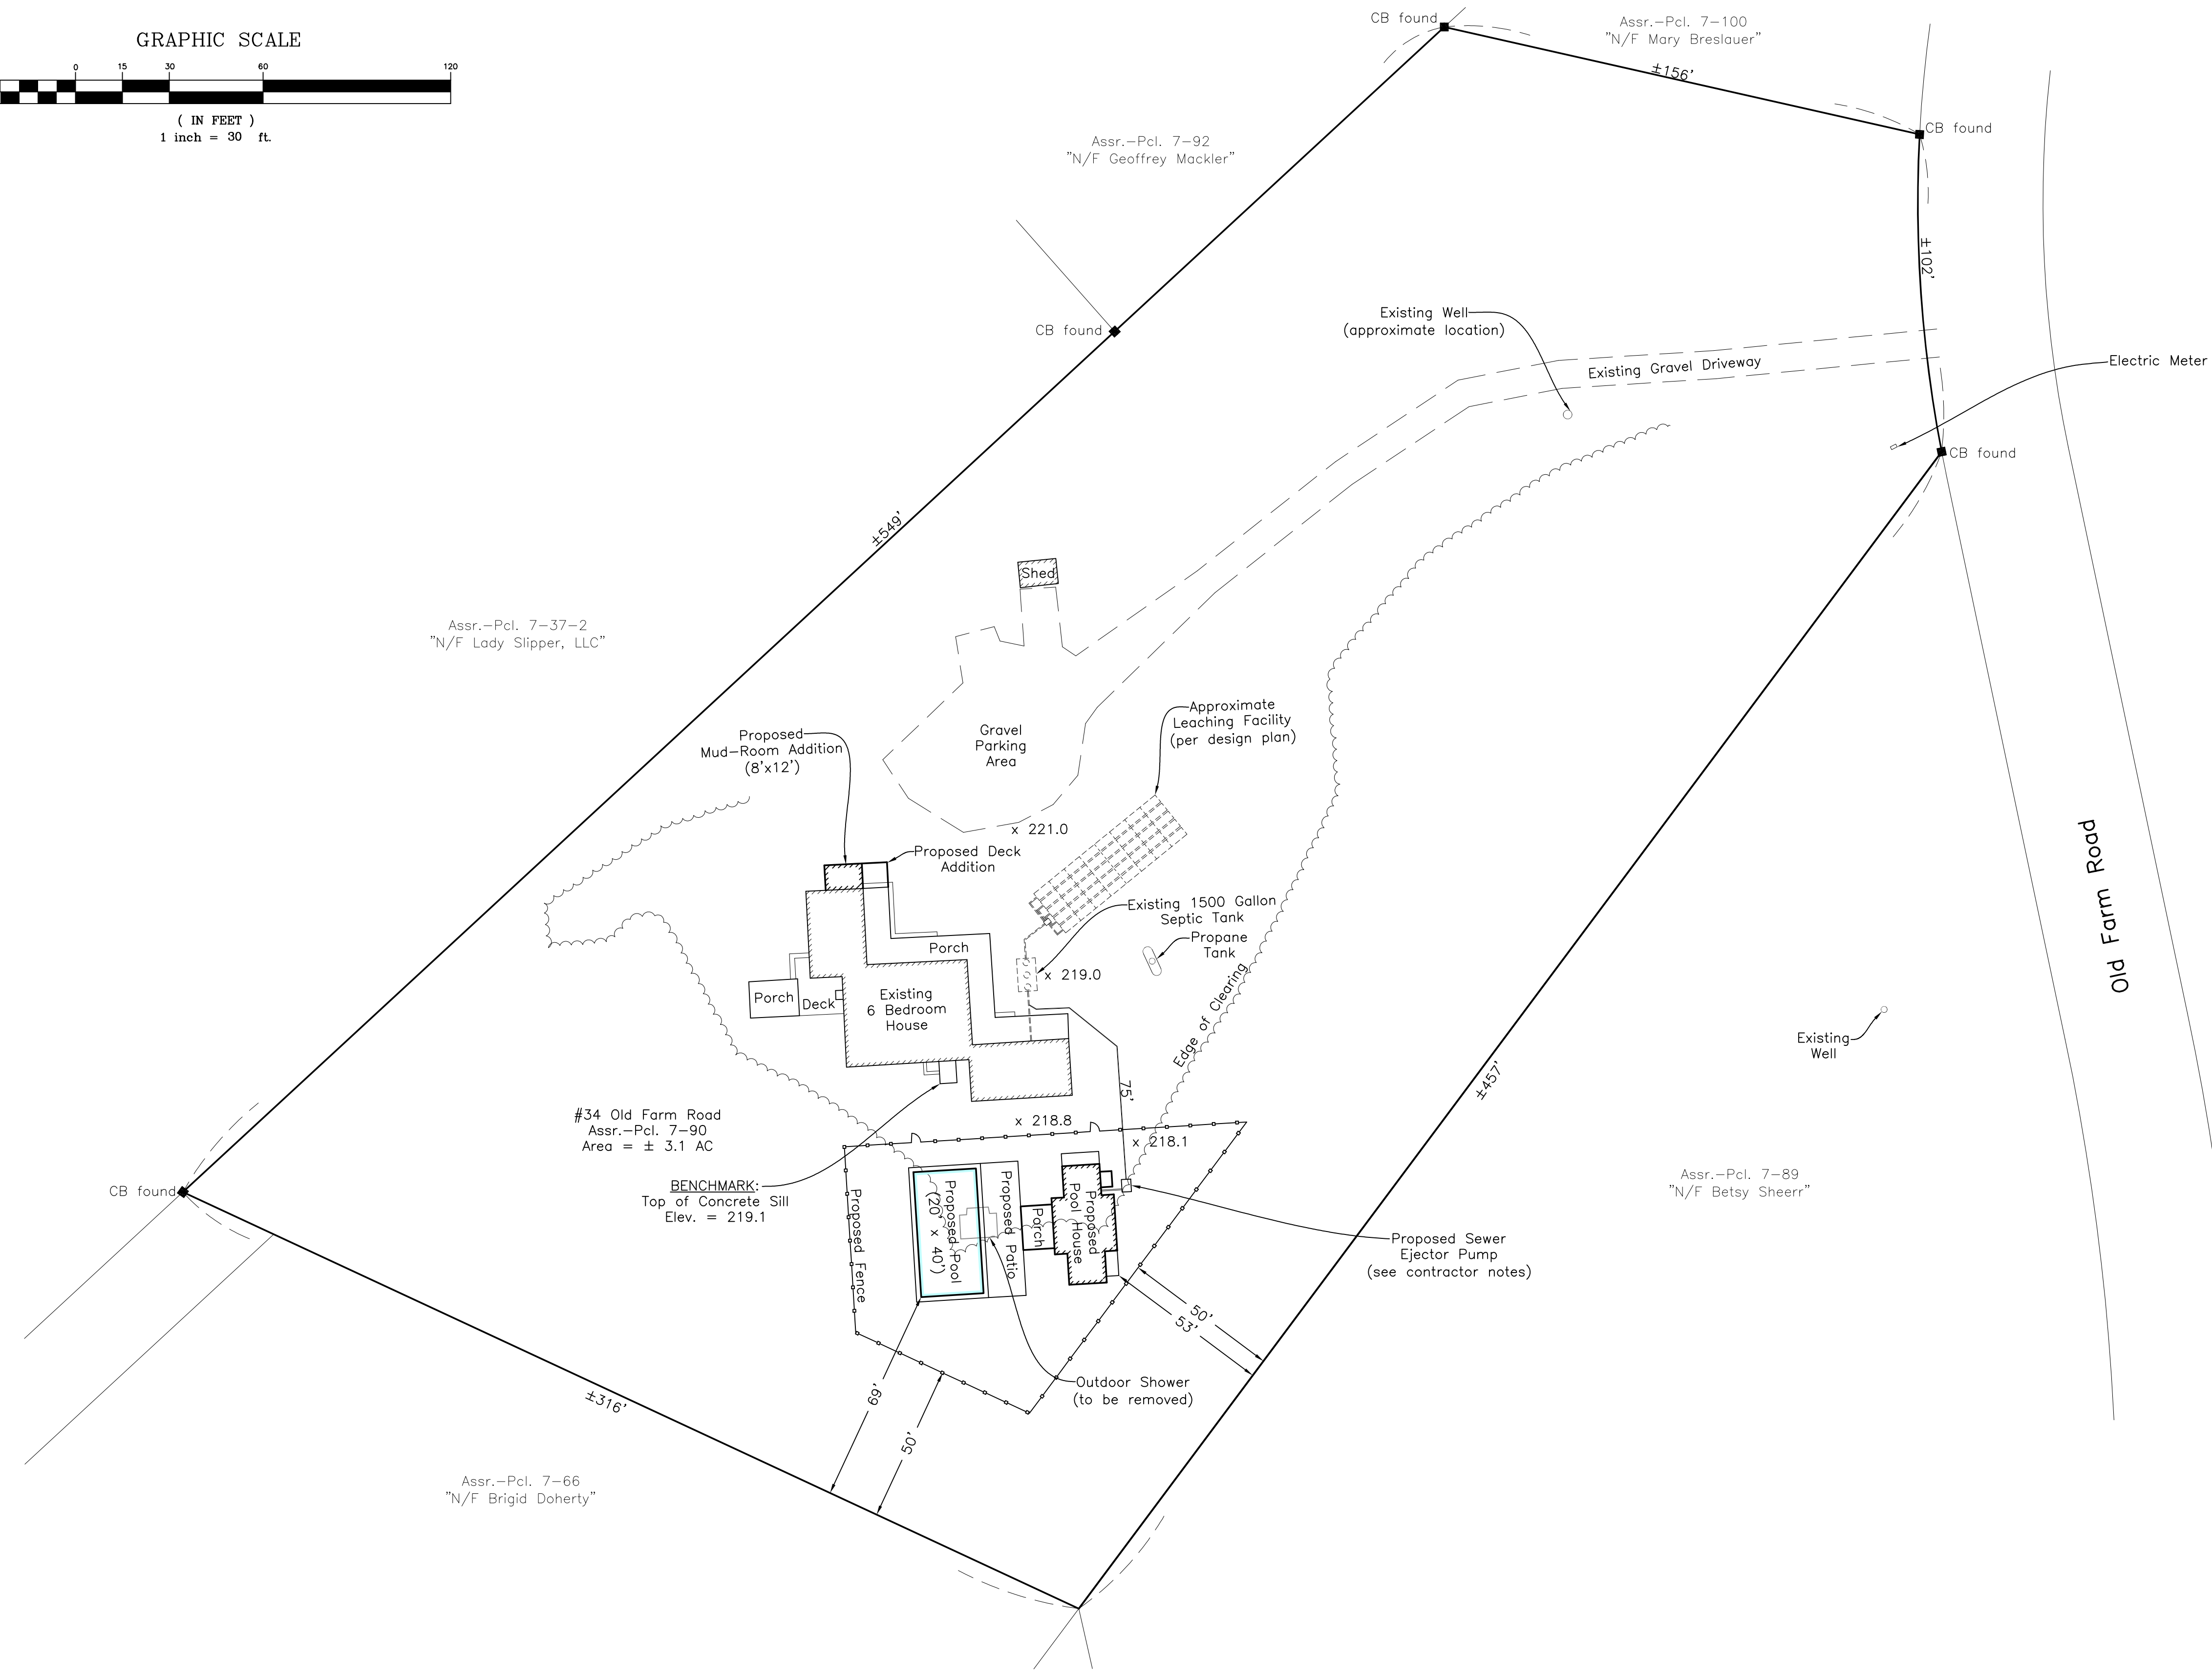 GRAPHIC SCALE
0 15 30 60 120
( IN FEET )
1 inch = 30 ft.
CB found
Assr.-Pcl. 7-100
"N/F Mary Breslauer"
±156'
CB found
Assr.-Pcl. 7-92
"N/F Geoffrey Mackler"
±102'
Existing Well
(approximate location)
CB found
Existing Gravel Driveway
Electric Meter
CB found
±549'
Shed
Assr.-Pcl. 7-37-2
"N/F Lady Slipper, LLC"
Gravel
Parking
Area
Approximate
Leaching Facility
(per design plan)
Proposed
Mud-Room Addition
(8'x12')
x 221.0
Proposed Deck
Addition
Existing 1500 Gallon
Septic Tank
Porch
Propane
Tank
x 219.0
Porch
Deck
Existing
6 Bedroom
House
Edge of Clearing
Old Farm Road
Existing
Well
75'
±457'
#34 Old Farm Road
Assr.-Pcl. 7-90
Area = ± 3.1 AC
x 218.8
x 218.1
CB found
BENCHMARK:
Top of Concrete Sill
Elev. = 219.1
Proposed Fence
Proposed Pool
(20' x 40')
Proposed Patio
Porch
Proposed
Pool House
Assr.-Pcl. 7-89
"N/F Betsy Sheerr"
Proposed Sewer
Ejector Pump
(see contractor notes)
50'
53'
Outdoor Shower
(to be removed)
69'
50'
±316'
Assr.-Pcl. 7-66
"N/F Brigid Doherty"